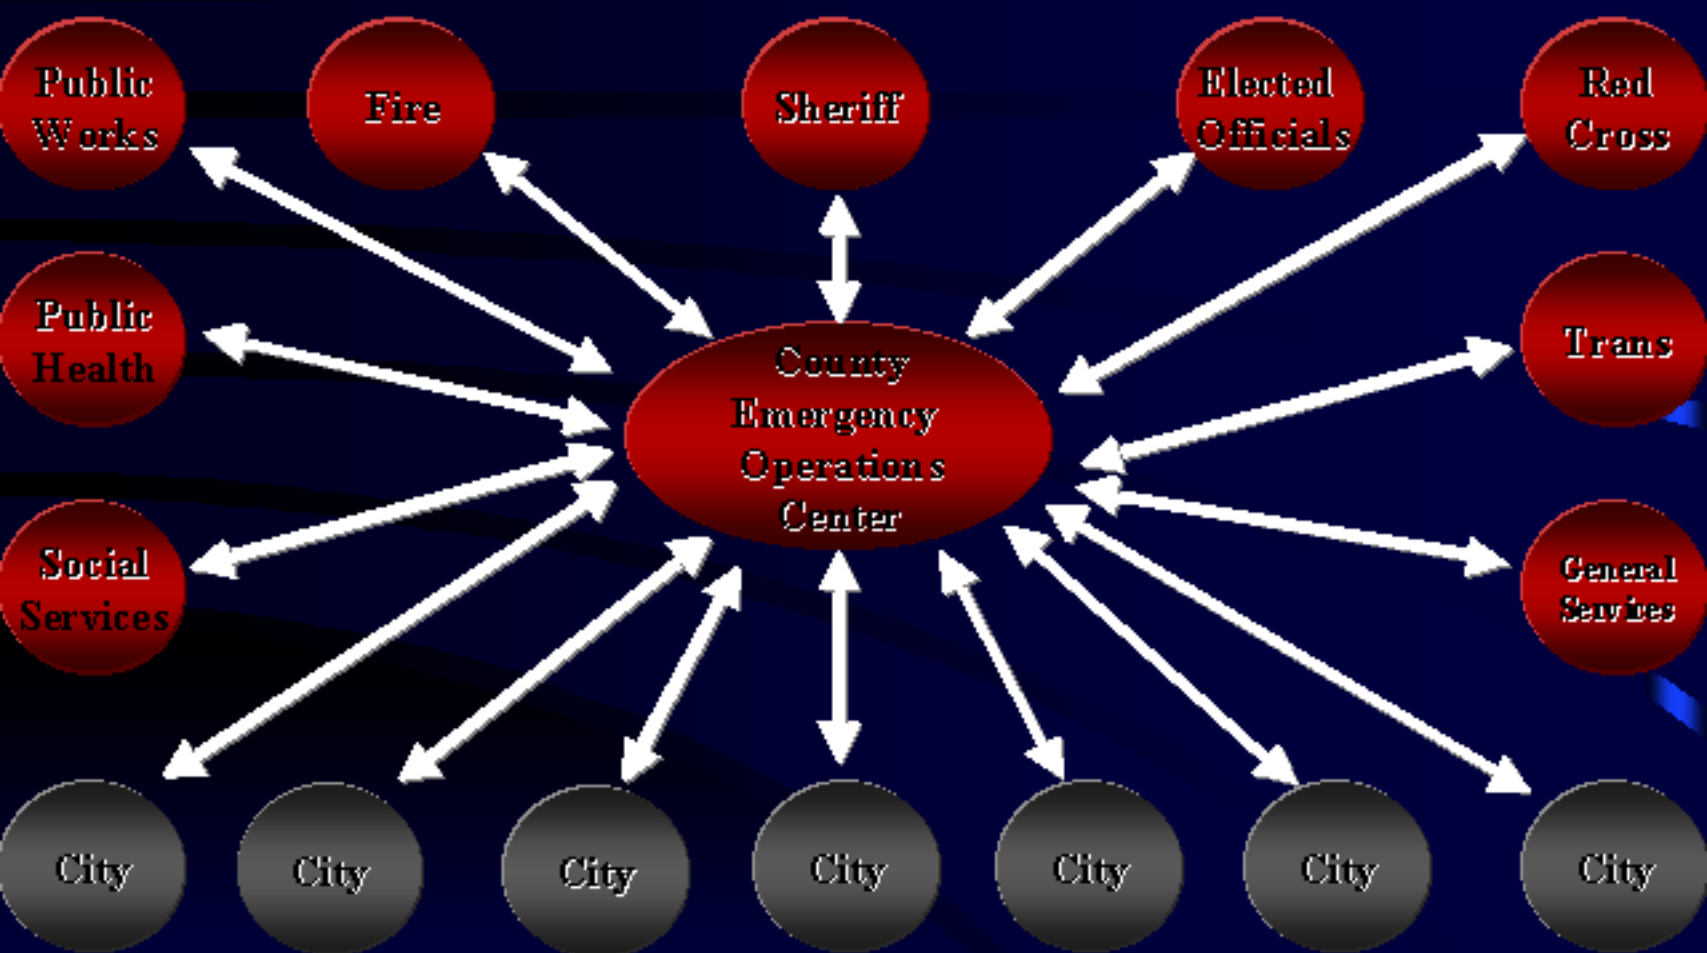 Public
Works
Fire
Sheriff
Elected
Officials
Red
Cross
Public
Health
County
Emergency
Operations
Center
Trans
Social
Services
General
Services
City
City
City
City
City
City
City